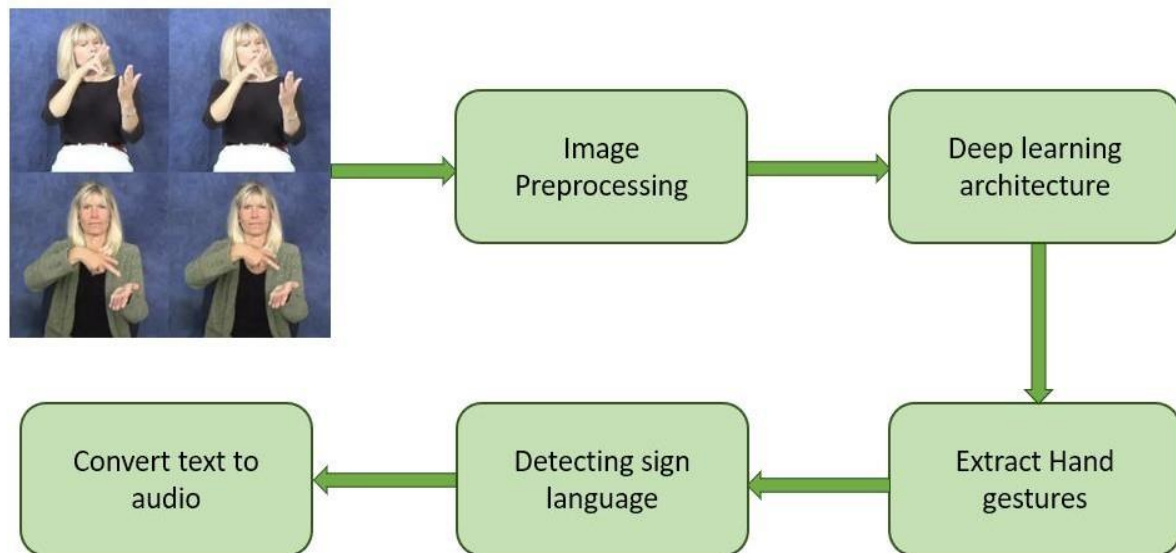 Image
Preprocessing
Deep learning
architecture
Extract Hand
gestures
Detecting sign
language
Convert text to
audio